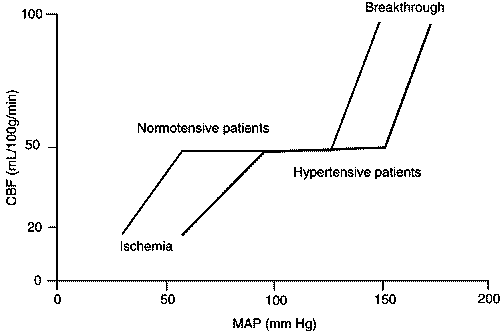 Breakthrough
100
Normotensive patients
50
Hypertensive patients
CBF (mL/100g/min)
20
Ischemia
0
0 50 100 150 200
MAP (mm Hg)